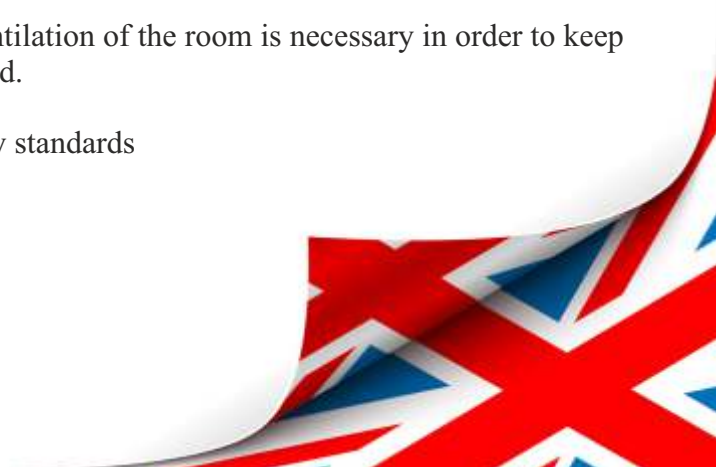 ntilation of the room is necessary in order to keep
d.
standards